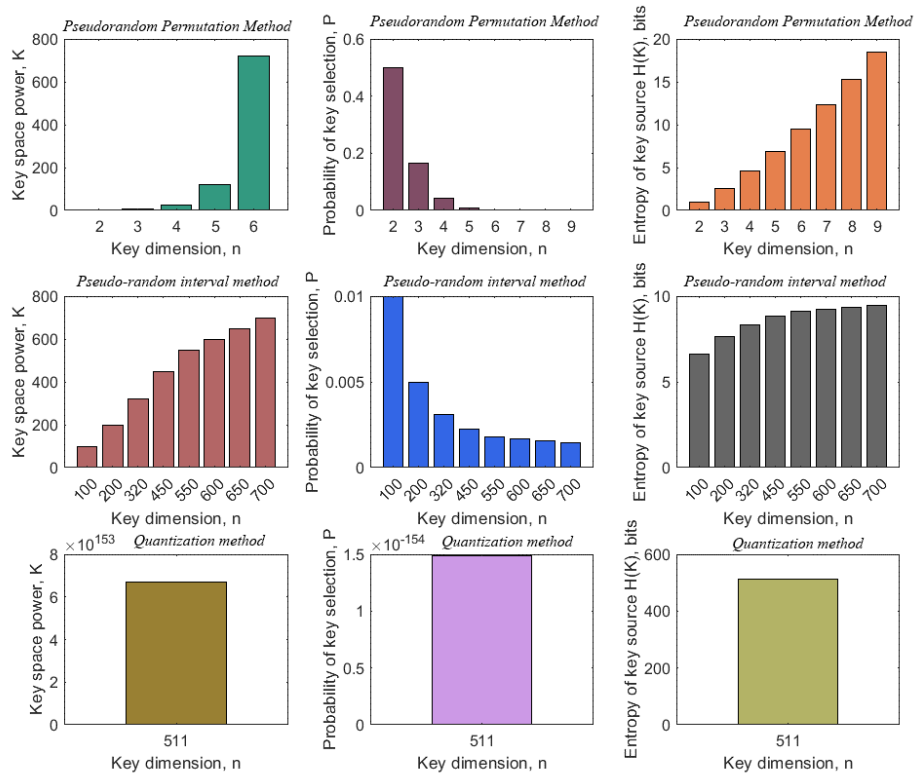 Pseudorandom Permutation Method
Key space power, K
800
600
400
200
0
2 3 4 5 6
Key dimension, n
Pseudorandom Permutation Method
Probability of key selection, P
0.6
0.4
0.2
0
2 3 4 5 6 7 8 9
Key dimension, n
Pseudorandom Permutation Method
Entropy of key source H(K), bits
20
15
10
5
0
2 3 4 5 6 7 8 9
Key dimension, n
Pseudo-random interval method
Key space power, K
800
600
400
200
0
100 200 320 450 550 600 650 700
Key dimension, n
Pseudo-random interval method
Probability of key selection, P
0.01
0.005
0
100 200 320 450 550 600 650 700
Key dimension, n
Pseudo-random interval method
Entropy of key source H(K), bits
10
5
0
100 200 320 450 550 600 650 700
Key dimension, n
×10^153
Quantization method
Key space power, K
8
6
4
2
0
511
Key dimension, n
×10^-154
Quantization method
Probability of key selection, P
1.5
1
0.5
0
511
Key dimension, n
Quantization method
Entropy of key source H(K), bits
600
400
200
0
511
Key dimension, n